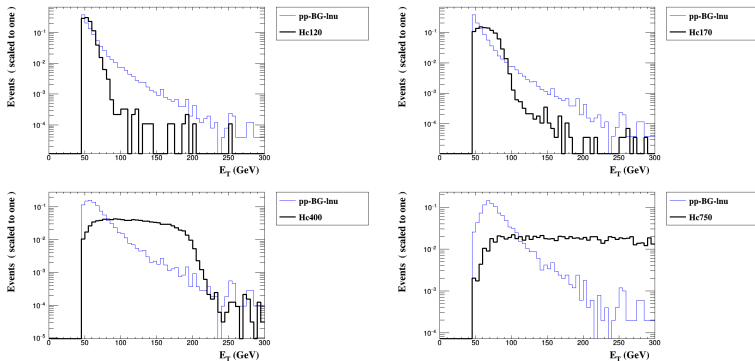 Events ( scaled to one )
10⁻¹
10⁻²
10⁻³
10⁻⁴
0 50 100 150 200 250 300
E_T (GeV)
pp-BG-lnu
Hc120
Events ( scaled to one )
10⁻¹
10⁻²
10⁻³
10⁻⁴
0 50 100 150 200 250 300
E_T (GeV)
pp-BG-lnu
Hc170
Events ( scaled to one )
10⁻¹
10⁻²
10⁻³
10⁻⁴
10⁻⁵
0 50 100 150 200 250 300
E_T (GeV)
pp-BG-lnu
Hc400
Events ( scaled to one )
10⁻¹
10⁻²
10⁻³
10⁻⁴
0 50 100 150 200 250 300
E_T (GeV)
pp-BG-lnu
Hc750